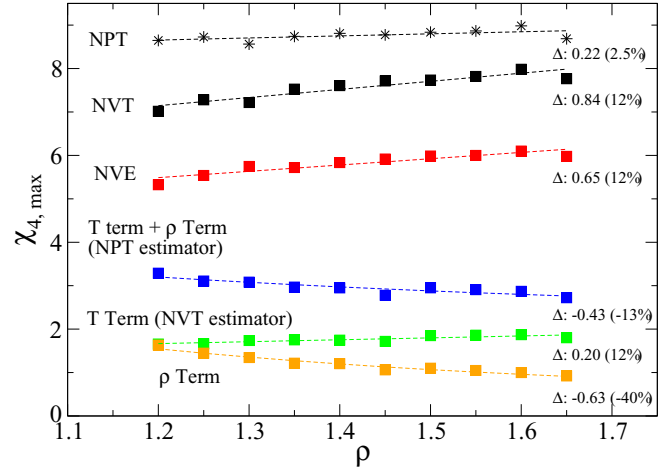 NPT
Δ: 0.22 (2.5%)
NVT
Δ: 0.84 (12%)
NVE
Δ: 0.65 (12%)
T term + ρ Term
(NPT estimator)
Δ: -0.43 (-13%)
T Term (NVT estimator)
Δ: 0.20 (12%)
ρ Term
Δ: -0.63 (-40%)
8
6
4
2
0
χ4, max
1.1 1.2 1.3 1.4 1.5 1.6 1.7
ρ